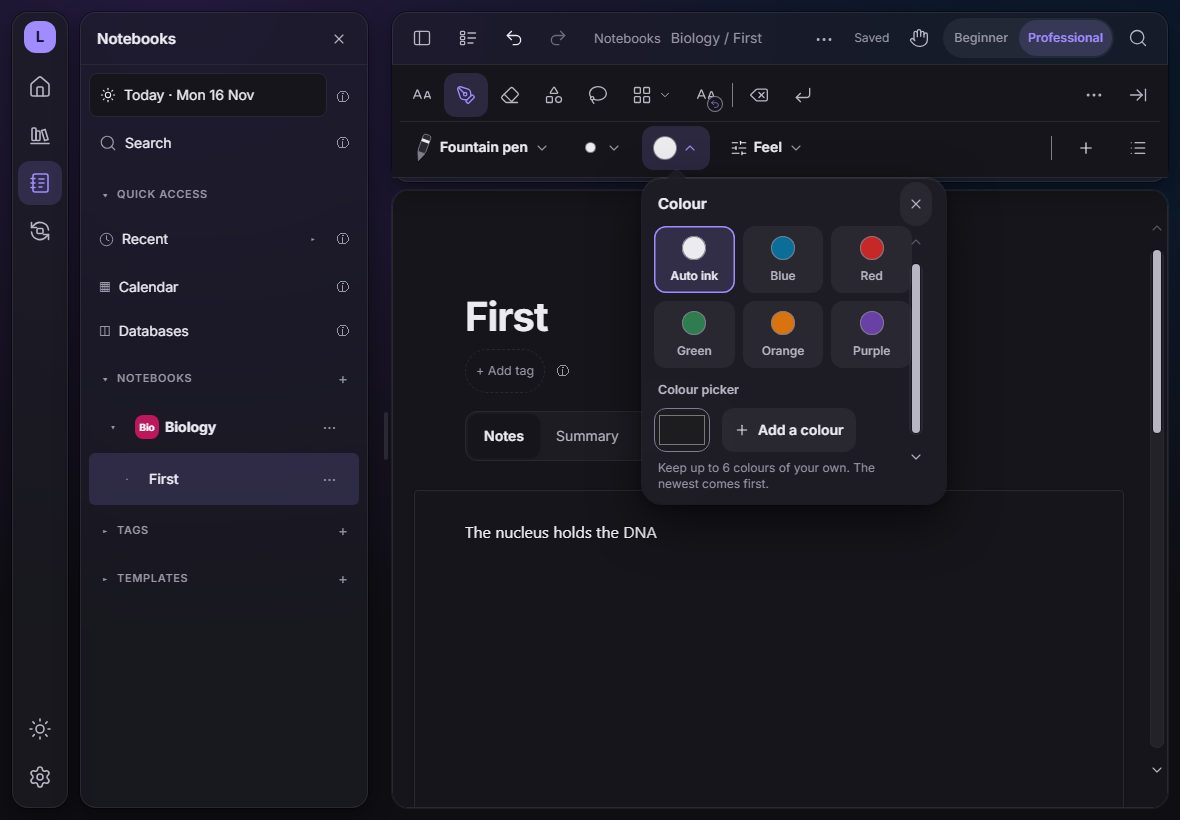 L
Notebooks
Today · Mon 16 Nov
Search
QUICK ACCESS
Recent
Calendar
Databases
NOTEBOOKS
Bio Biology
First
TAGS
TEMPLATES
Notebooks Biology / First
Saved
Beginner Professional
AA
AA
Fountain pen
Feel
Colour
Auto ink Blue Red
Green Orange Purple
Colour picker
+ Add a colour
Keep up to 6 colours of your own. The
newest comes first.
First
+ Add tag
Notes Summary
The nucleus holds the DNA